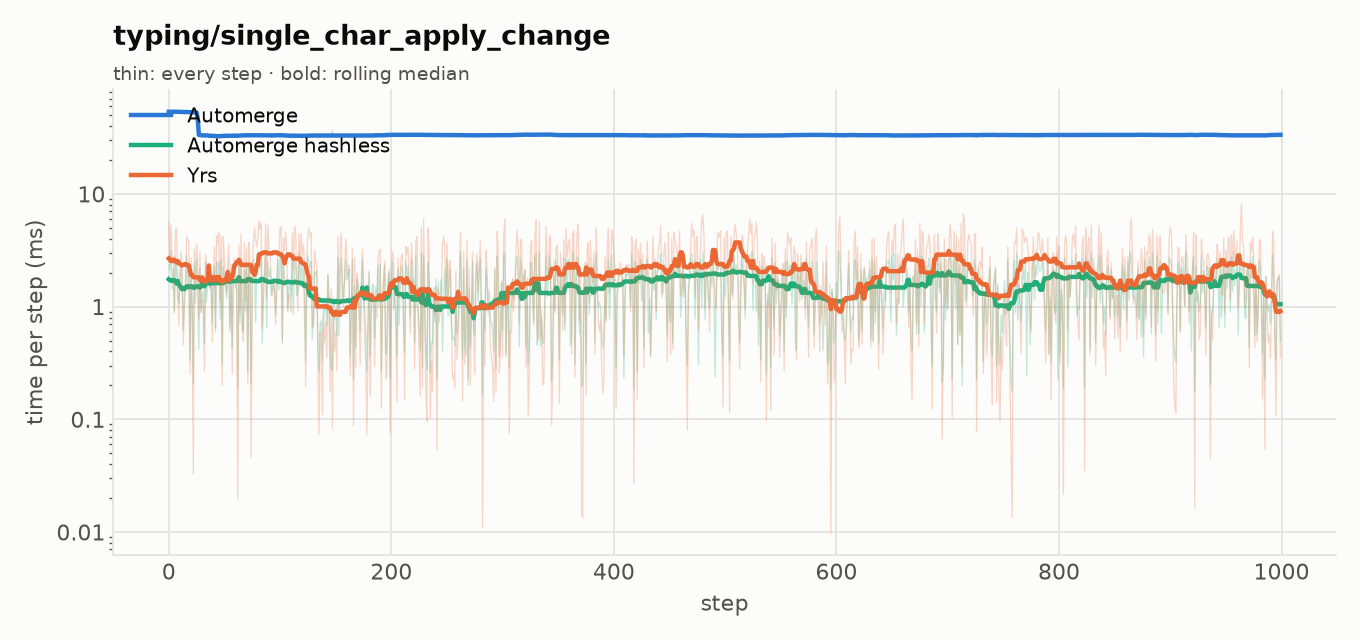 typing/single_char_apply_change
thin: every step · bold: rolling median
Automerge
Automerge hashless
Yrs
time per step (ms)
10
1
0.1
0.01
0
200
400
600
800
1000
step